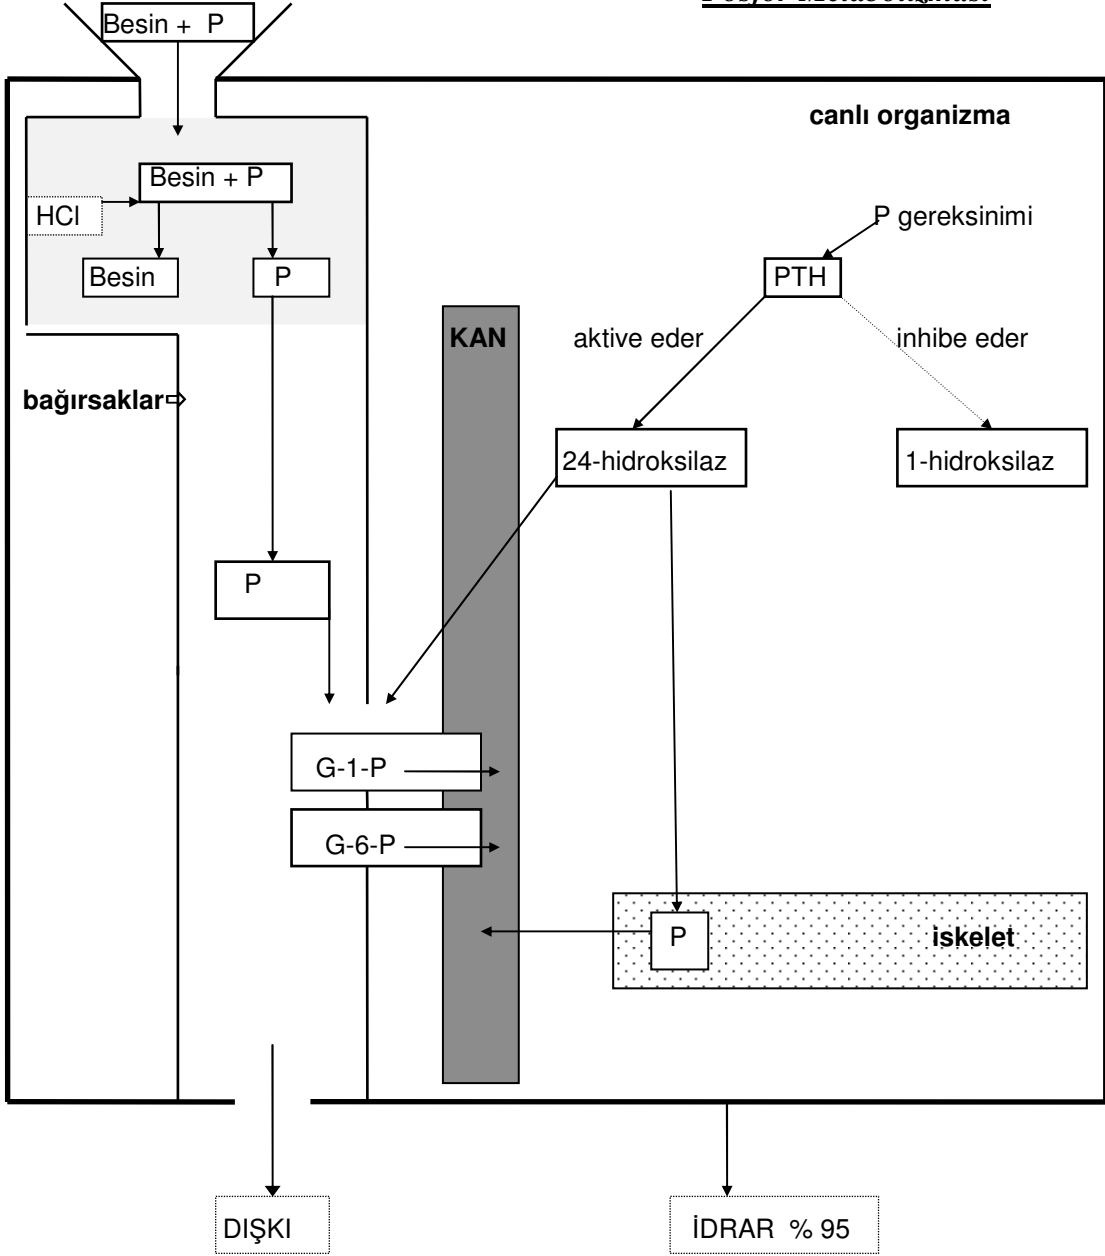 Besin + P
canlı organizma
Besin + P
HCl
P gereksinimi
Besin
P
PTH
KAN
aktive eder
inhibe eder
bağırsaklar
24-hidroksilaz
1-hidroksilaz
P
G-1-P
G-6-P
P
iskelet
DIŞKI
İDRAR % 95